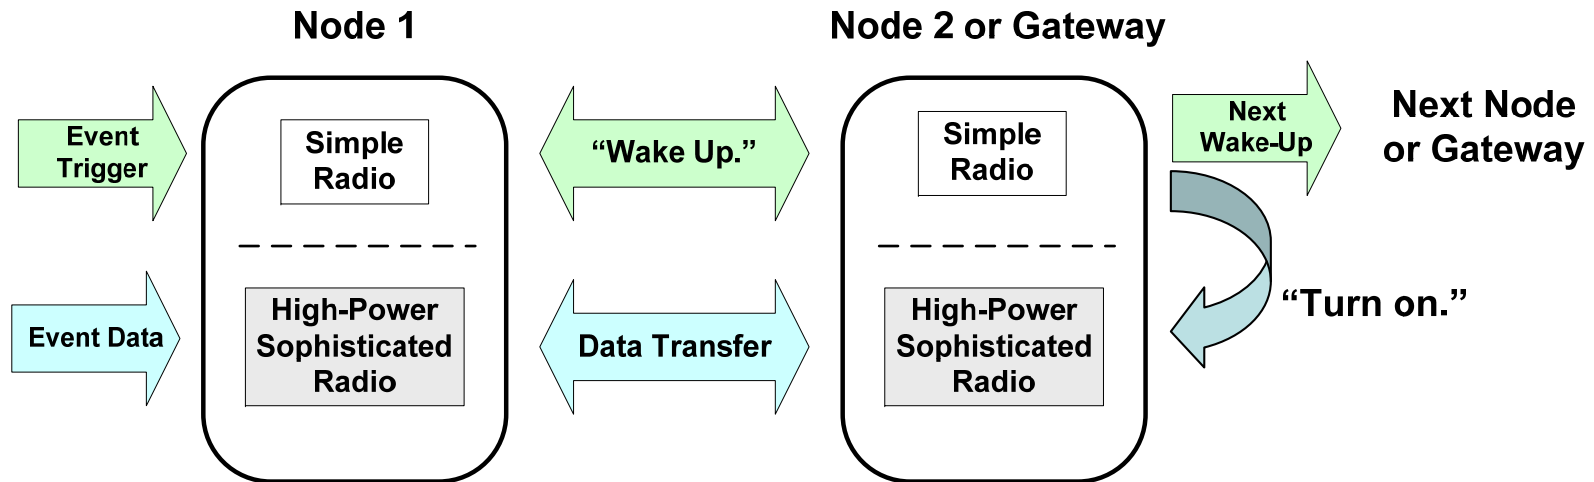 Node 1
Node 2 or Gateway
Event
Trigger
Simple
Radio
“Wake Up.”
Simple
Radio
Next
Wake-Up
Next Node
or Gateway
Event Data
High-Power
Sophisticated
Radio
Data Transfer
High-Power
Sophisticated
Radio
“Turn on.”